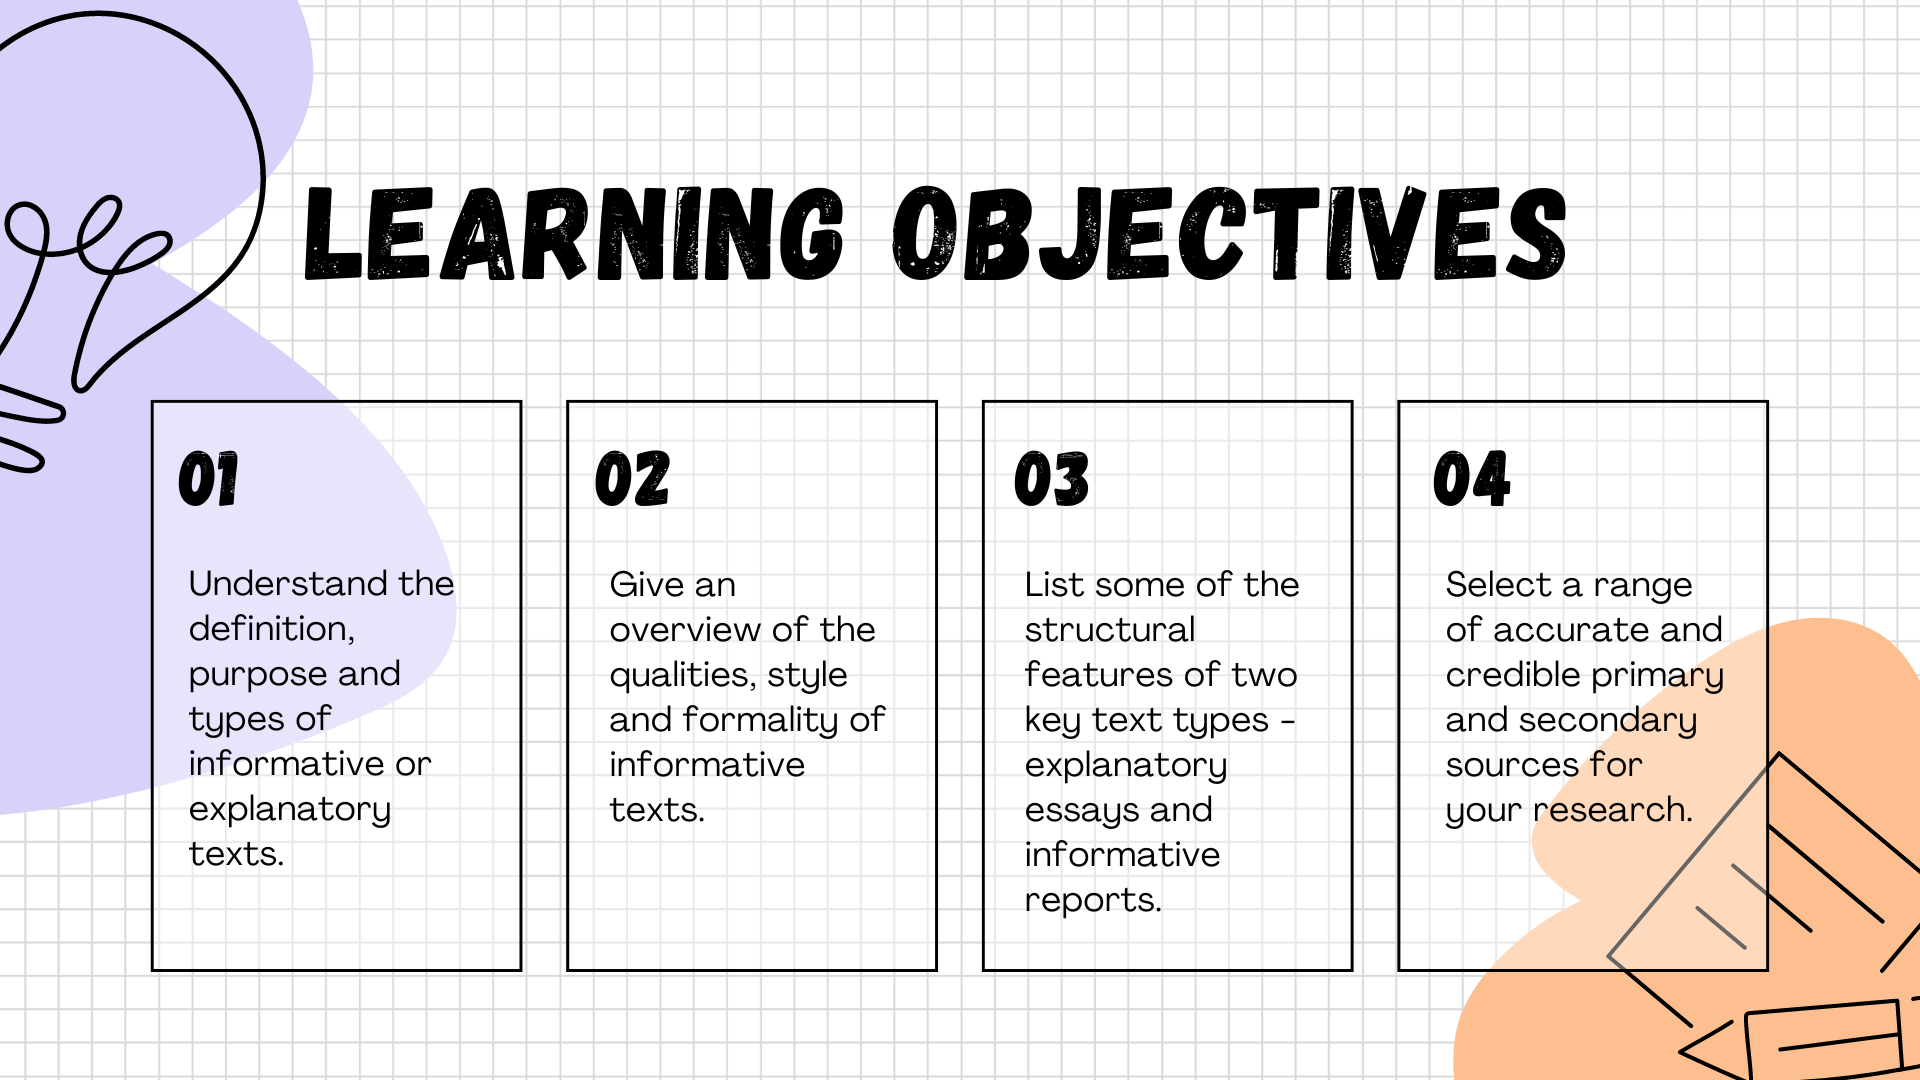 LEARNING OBJECTIVES
01
Understand the
definition,
purpose and
types of
informative or
explanatory
texts.
02
Give an
overview of the
qualities, style
and formality of
informative
texts.
03
List some of the
structural
features of two
key text types -
explanatory
essays and
informative
reports.
04
Select a range
of accurate and
credible primary
and secondary
sources for
your research.